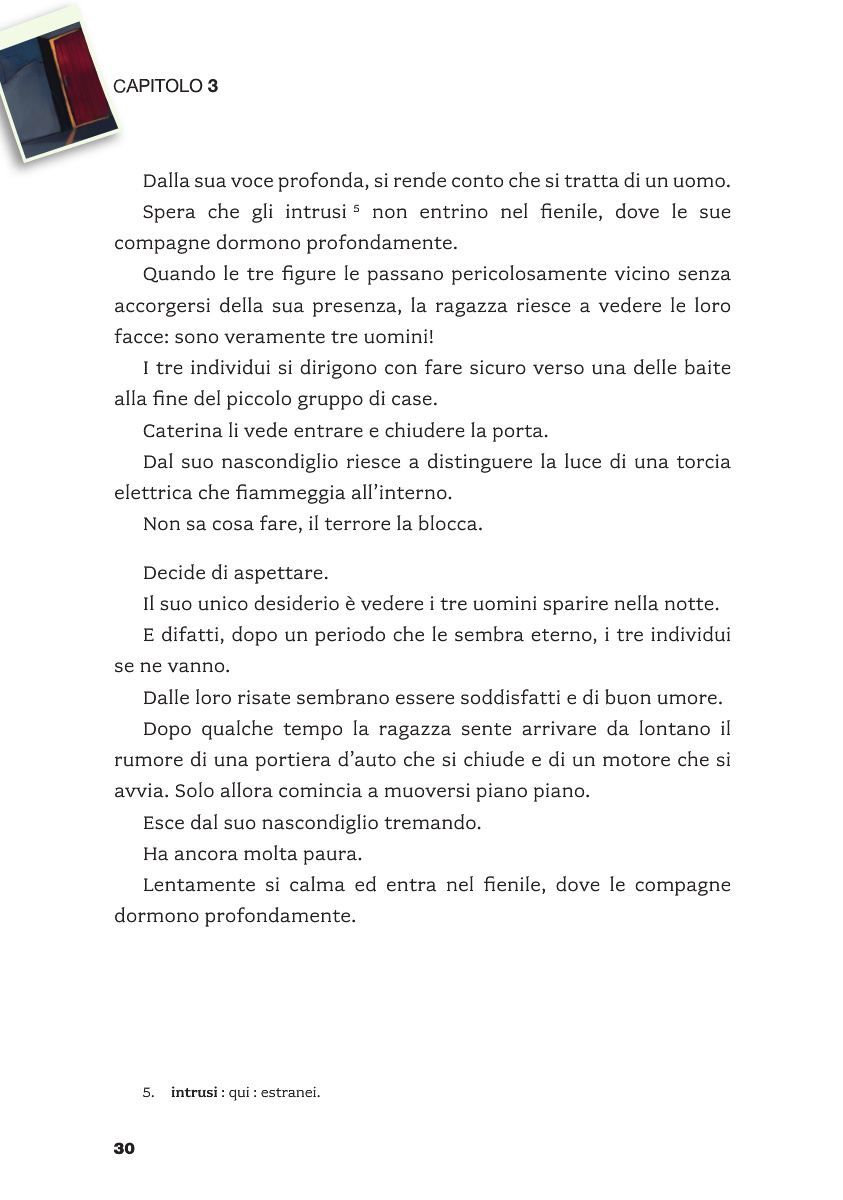 CAPITOLO 3
Dalla sua voce profonda, si rende conto che si tratta di un uomo.
Spera che gli intrusi 5 non entrino nel fienile, dove le sue
compagne dormono profondamente.
Quando le tre figure le passano pericolosamente vicino senza
accorgersi della sua presenza, la ragazza riesce a vedere le loro
facce: sono veramente tre uomini!
I tre individui si dirigono con fare sicuro verso una delle baite
alla fine del piccolo gruppo di case.
Caterina li vede entrare e chiudere la porta.
Dal suo nascondiglio riesce a distinguere la luce di una torcia
elettrica che fiammeggia all'interno.
Non sa cosa fare, il terrore la blocca.
Decide di aspettare.
Il suo unico desiderio è vedere i tre uomini sparire nella notte.
E difatti, dopo un periodo che le sembra eterno, i tre individui
se ne vanno.
Dalle loro risate sembrano essere soddisfatti e di buon umore.
Dopo qualche tempo la ragazza sente arrivare da lontano il
rumore di una portiera d'auto che si chiude e di un motore che si
avvia. Solo allora comincia a muoversi piano piano.
Esce dal suo nascondiglio tremando.
Ha ancora molta paura.
Lentamente si calma ed entra nel fienile, dove le compagne
dormono profondamente.
5. intrusi : qui : estranei.
30